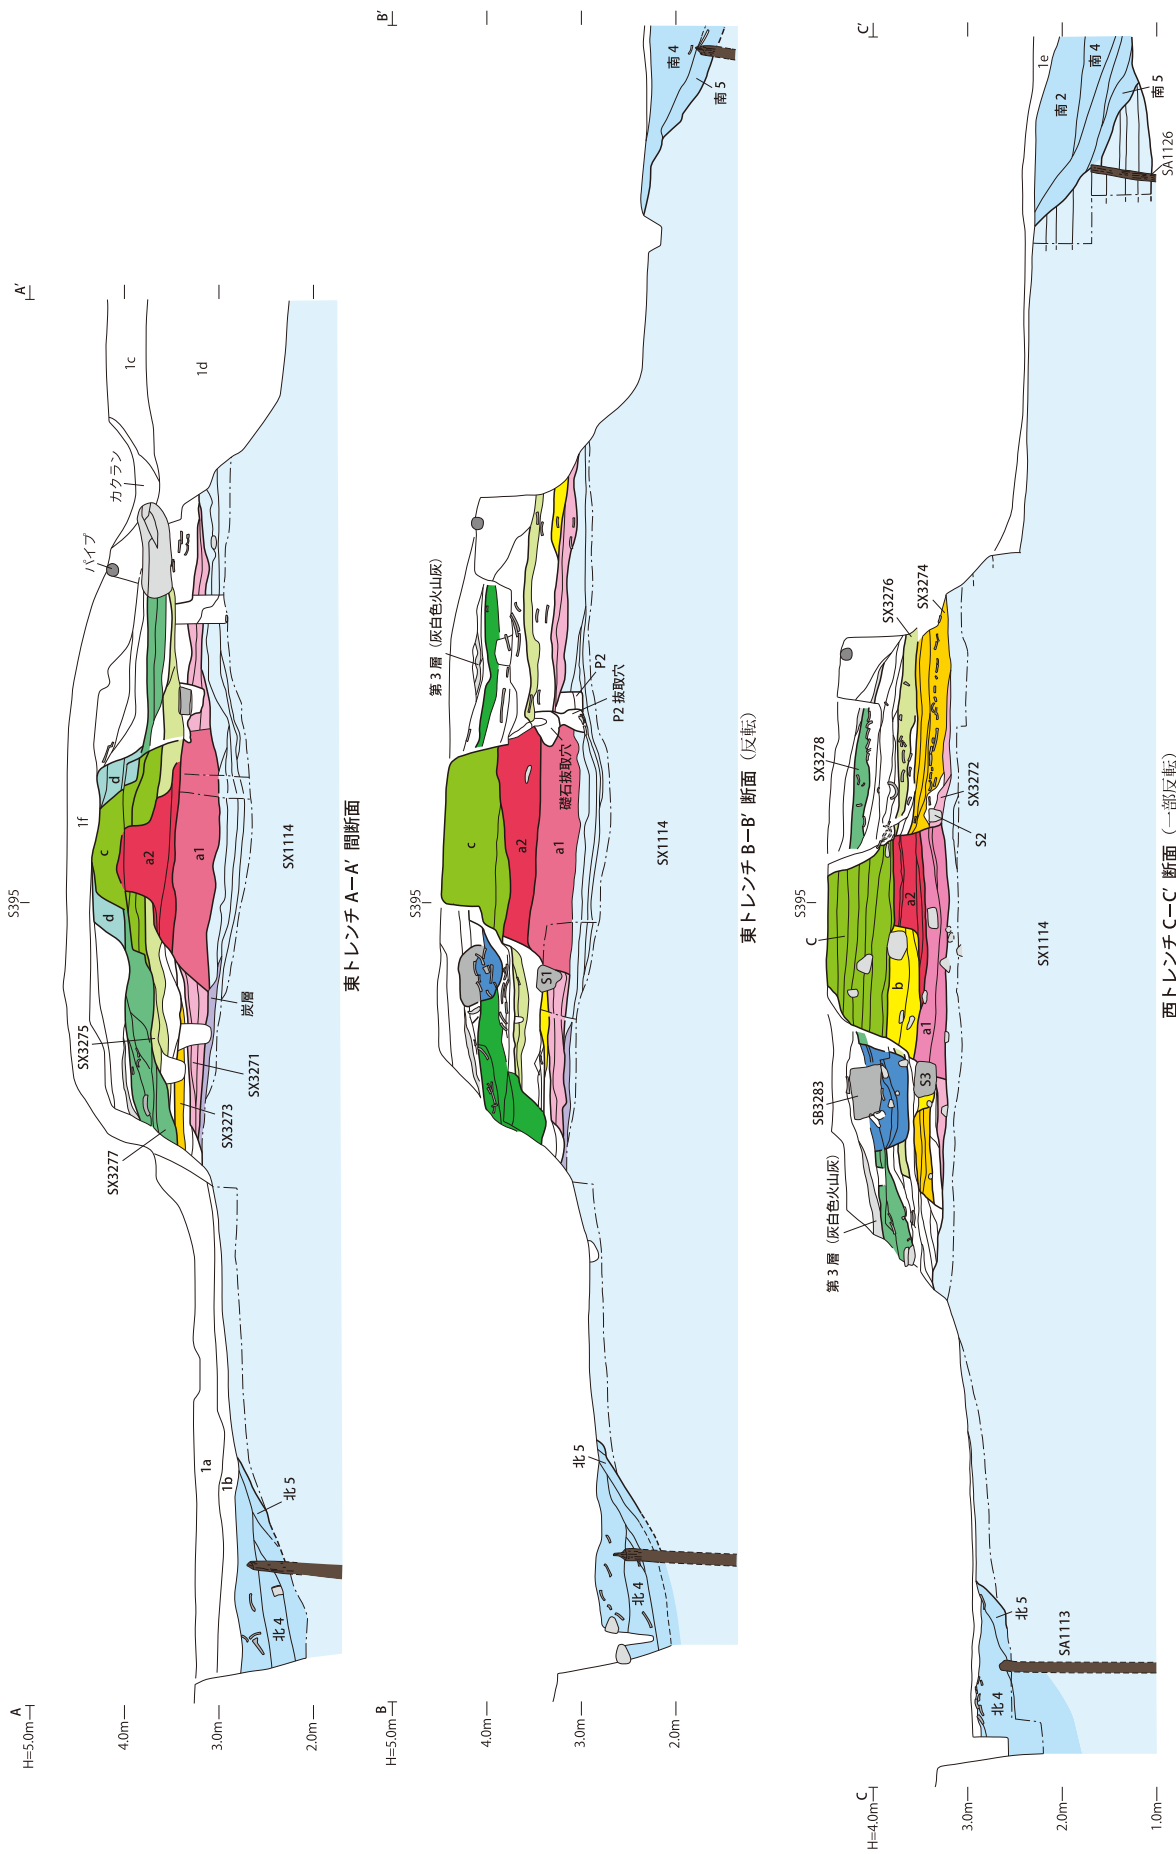 A
H=5.0m
4.0m
3.0m
2.0m
A'
S395
1f
1a
1b
1c
1d
パイプ
カクラン
d
c
d
a2
a1
SX3275
SX3277
SX3273
SX3271
炭層
SX1114
北4
北5
東トレンチ A-A' 間断面
B
H=5.0m
4.0m
3.0m
2.0m
B'
S395
第3層(灰白色火山灰)
c
a2
a1
S1
礎石抜取穴
P2
P2 抜取穴
SX1114
北4
北5
南4
南5
東トレンチ B-B' 断面(反転)
C
H=4.0m
3.0m
2.0m
1.0m
C'
S395
第3層(灰白色火山灰)
SB3283
C
SX3278
SX3276
SX3274
SX3272
S2
S3
a2
b
a1
SX1114
北4
北5
SA1113
1e
南2
南4
南5
SA1126
西トレンチ C-C' 断面(一部反転)